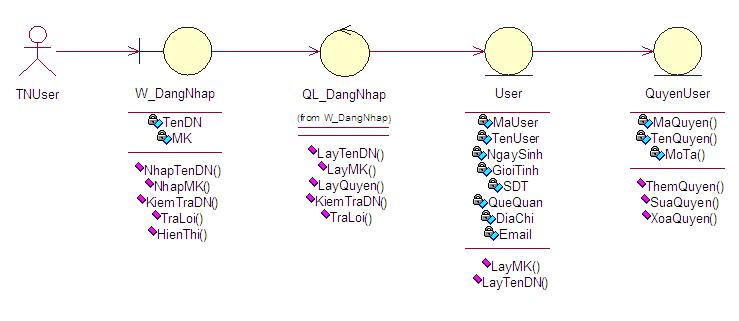 TNUser
W_DangNhap
TenDN
MK
NhapTenDN()
NhapMK()
KiemTraDN()
TraLoi()
HienThi()
QL_DangNhap
(from W_DangNhap)
LayTenDN()
LayMK()
LayQuyen()
KiemTraDN()
TraLoi()
User
MaUser
TenUser
NgaySinh
GioiTinh
SDT
QueQuan
DiaChi
Email
LayMK()
LayTenDN()
QuyenUser
MaQuyen()
TenQuyen()
MoTa()
ThemQuyen()
SuaQuyen()
XoaQuyen()